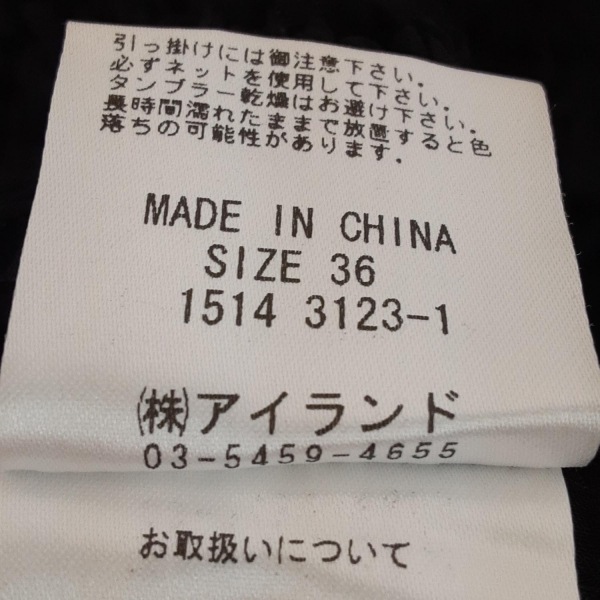 引っ掛けには御注意下さい。
必ずネットを使用して下さい。
タンブラー乾燥はお避け下さい。
長時間濡れたままで放置すると色
落ちの可能性があります。
MADE IN CHINA
SIZE 36
1514 3123-1
㈱アイランド
03-5459-4655
お取扱いについて